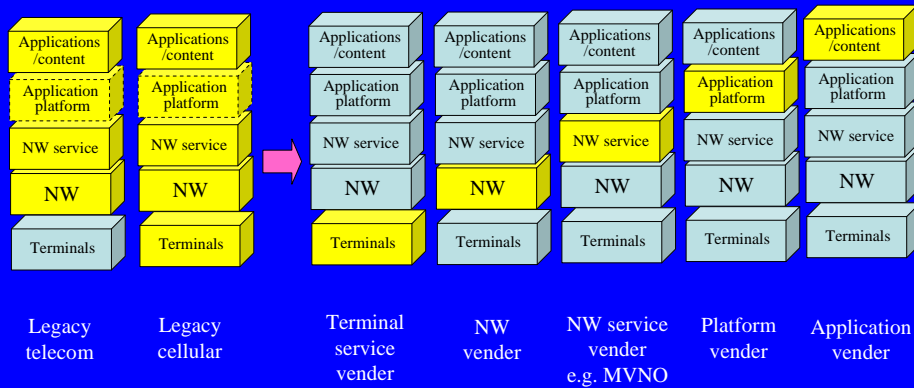 Applications
/content
Application
platform
NW service
NW
Terminals
Legacy
telecom
Applications
/content
Application
platform
NW service
NW
Terminals
Legacy
cellular
Applications
/content
Application
platform
NW service
NW
Terminals
Terminal
service
vender
Applications
/content
Application
platform
NW service
NW
Terminals
NW
vender
Applications
/content
Application
platform
NW service
NW
Terminals
NW service
vender
e.g. MVNO
Applications
/content
Application
platform
NW service
NW
Terminals
Platform
vender
Applications
/content
Application
platform
NW service
NW
Terminals
Application
vender